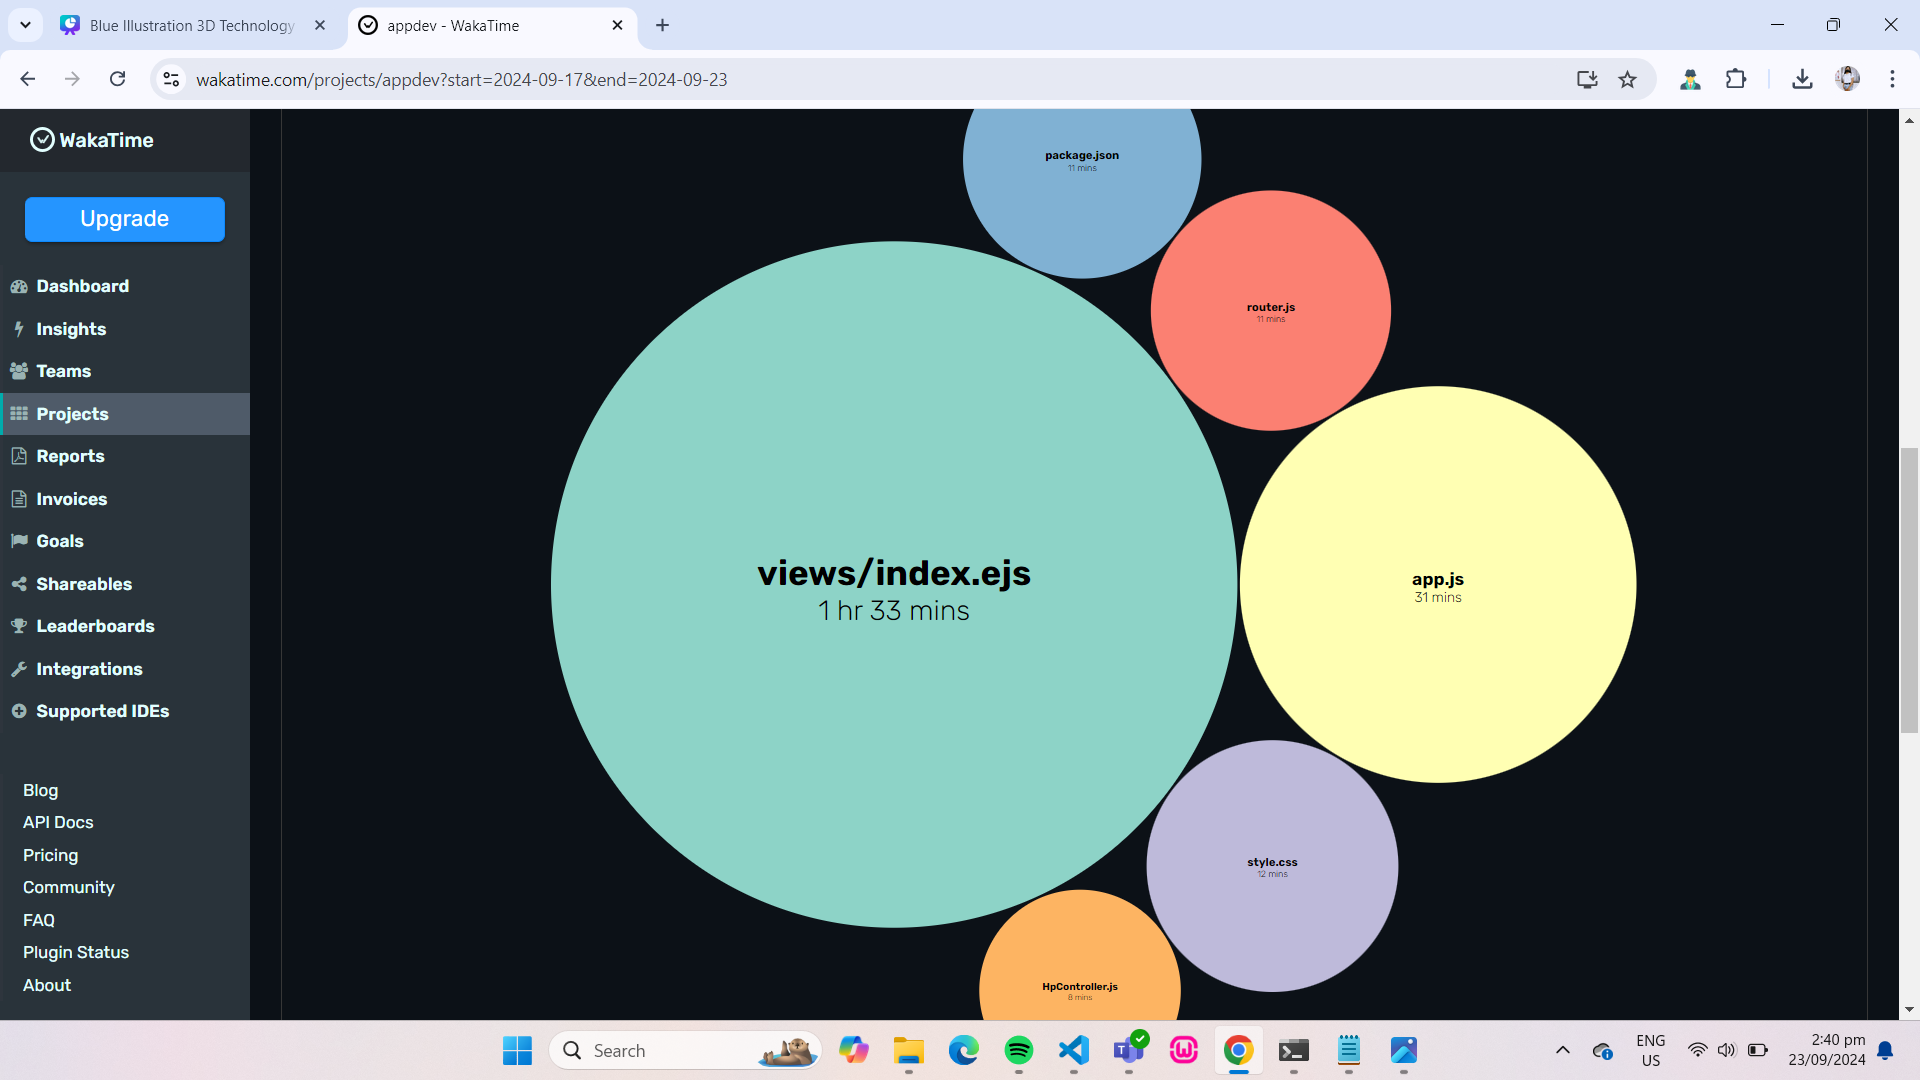 Blue Illustration 3D Technology
appdev - WakaTime
wakatime.com/projects/appdev?start=2024-09-17&end=2024-09-23
WakaTime
Upgrade
Dashboard
Insights
Teams
Projects
Reports
Invoices
Goals
Shareables
Leaderboards
Integrations
Supported IDEs
Blog
API Docs
Pricing
Community
FAQ
Plugin Status
About
package.json
11 mins
router.js
11 mins
views/index.ejs
1 hr 33 mins
app.js
31 mins
style.css
12 mins
HpController.js
8 mins
Search
ENG
US
2:40 pm
23/09/2024